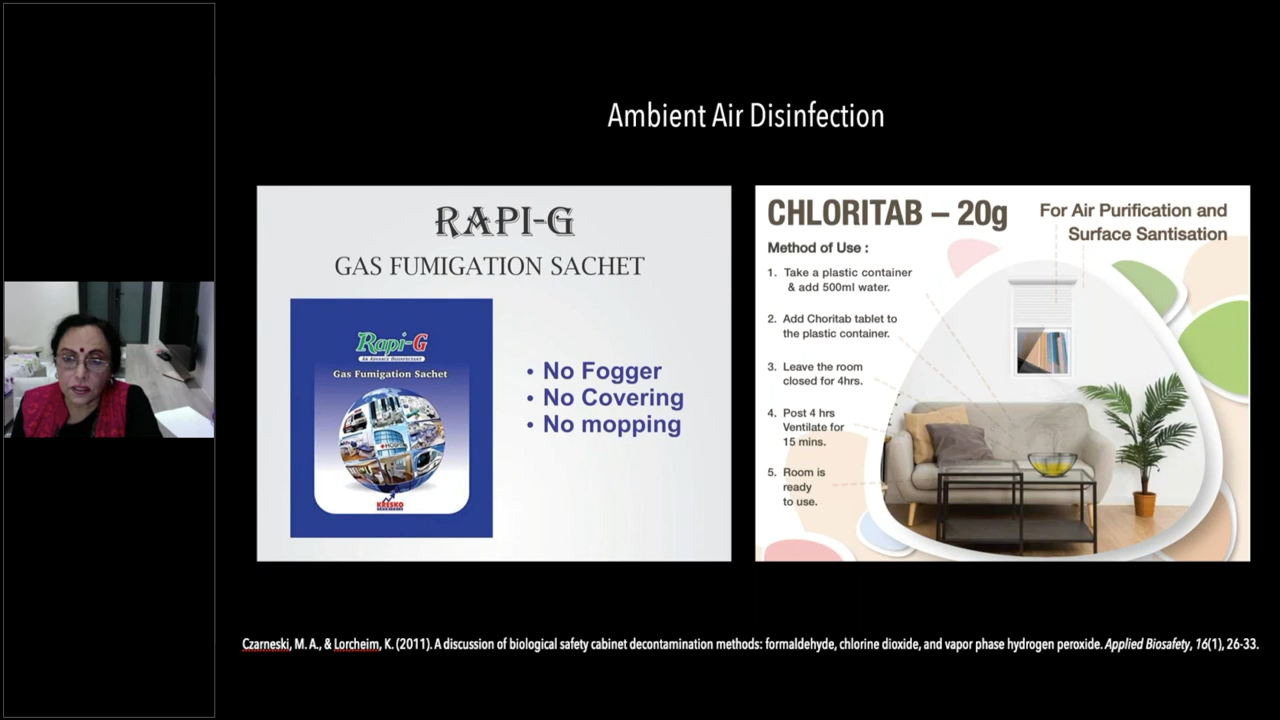 Ambient Air Disinfection
RAPI-G
GAS FUMIGATION SACHET
Rapi-G
AN ADVANCE DISINFECTANT
Gas Fumigation Sachet
KRESKO
• No Fogger
• No Covering
• No mopping
CHLORITAB – 20g
For Air Purification and
Surface Santisation
Method of Use :
1. Take a plastic container
& add 500ml water.
2. Add Choritab tablet to
the plastic container.
3. Leave the room
closed for 4hrs.
4. Post 4 hrs
Ventilate for
15 mins.
5. Room is
ready
to use.
Czarneski, M. A., & Lorcheim, K. (2011). A discussion of biological safety cabinet decontamination methods: formaldehyde, chlorine dioxide, and vapor phase hydrogen peroxide. Applied Biosafety, 16(1), 26-33.